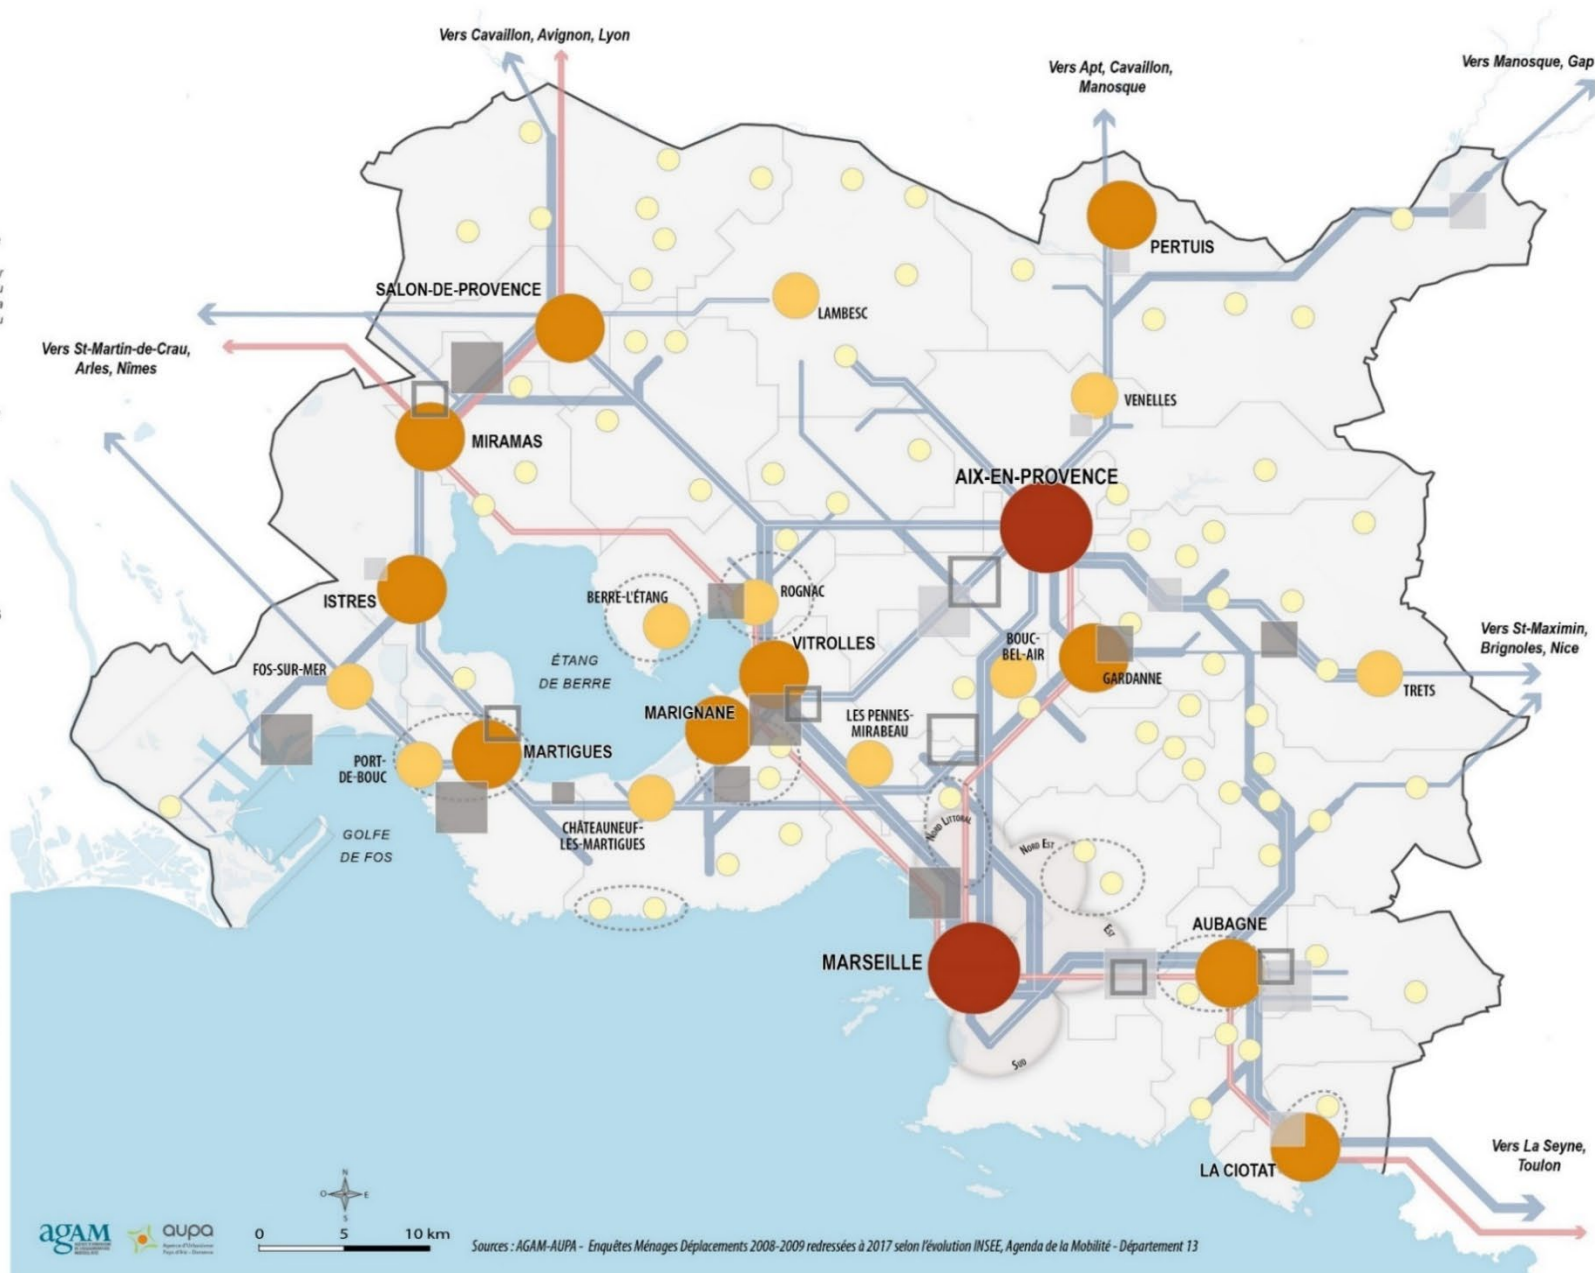 Vers Cavaillon, Avignon, Lyon
Vers Apt, Cavaillon,
Manosque
Vers Manosque, Gap
PERTUIS
SALON-DE-PROVENCE
LAMBESC
Vers St-Martin-de-Crau,
Arles, Nîmes
VENELLES
MIRAMAS
AIX-EN-PROVENCE
ISTRES
BERRE-L'ÉTANG
ROGNAC
VITROLLES
BOUC-
BEL-AIR
GARDANNE
Vers St-Maximin,
Brignoles, Nice
TRETS
ÉTANG
DE BERRE
FOS-SUR-MER
MARIGNANE
LES PENNES-
MIRABEAU
MARTIGUES
PORT-
DE-BOUC
CHÂTEAUNEUF-
LES-MARTIGUES
GOLFE
DE FOS
NORD LITTORAL
NORD EST
EST
AUBAGNE
MARSEILLE
SUD
LA CIOTAT
Vers La Seyne,
Toulon
N
O E
S
agam
aupa
0 5 10 km
Sources : AGAM-AUPA - Enquêtes Ménages Déplacements 2008-2009 redressées à 2017 selon l'évolution INSEE, Agenda de la Mobilité - Département 13